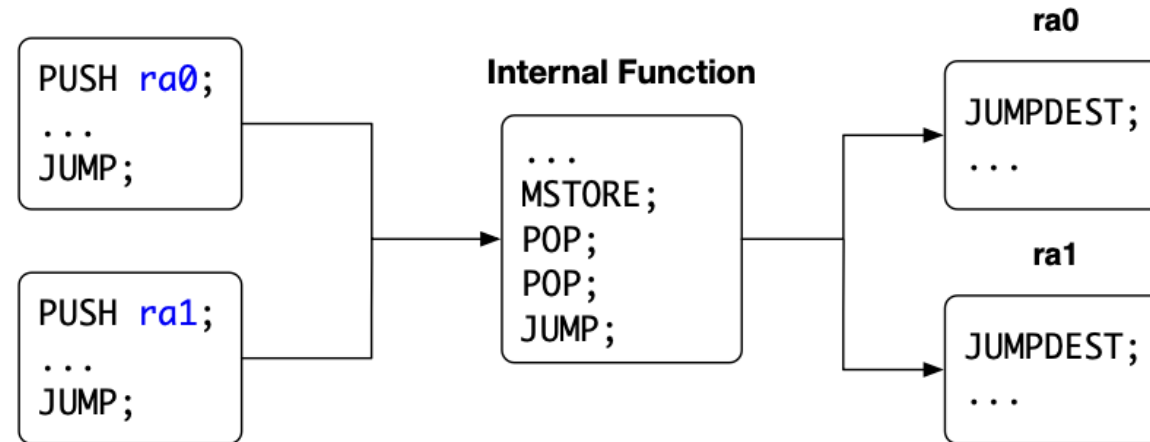 PUSH ra0;
...
JUMP;
PUSH ra1;
...
JUMP;
Internal Function
...
MSTORE;
POP;
POP;
JUMP;
ra0
JUMPDEST;
...
ra1
JUMPDEST;
...